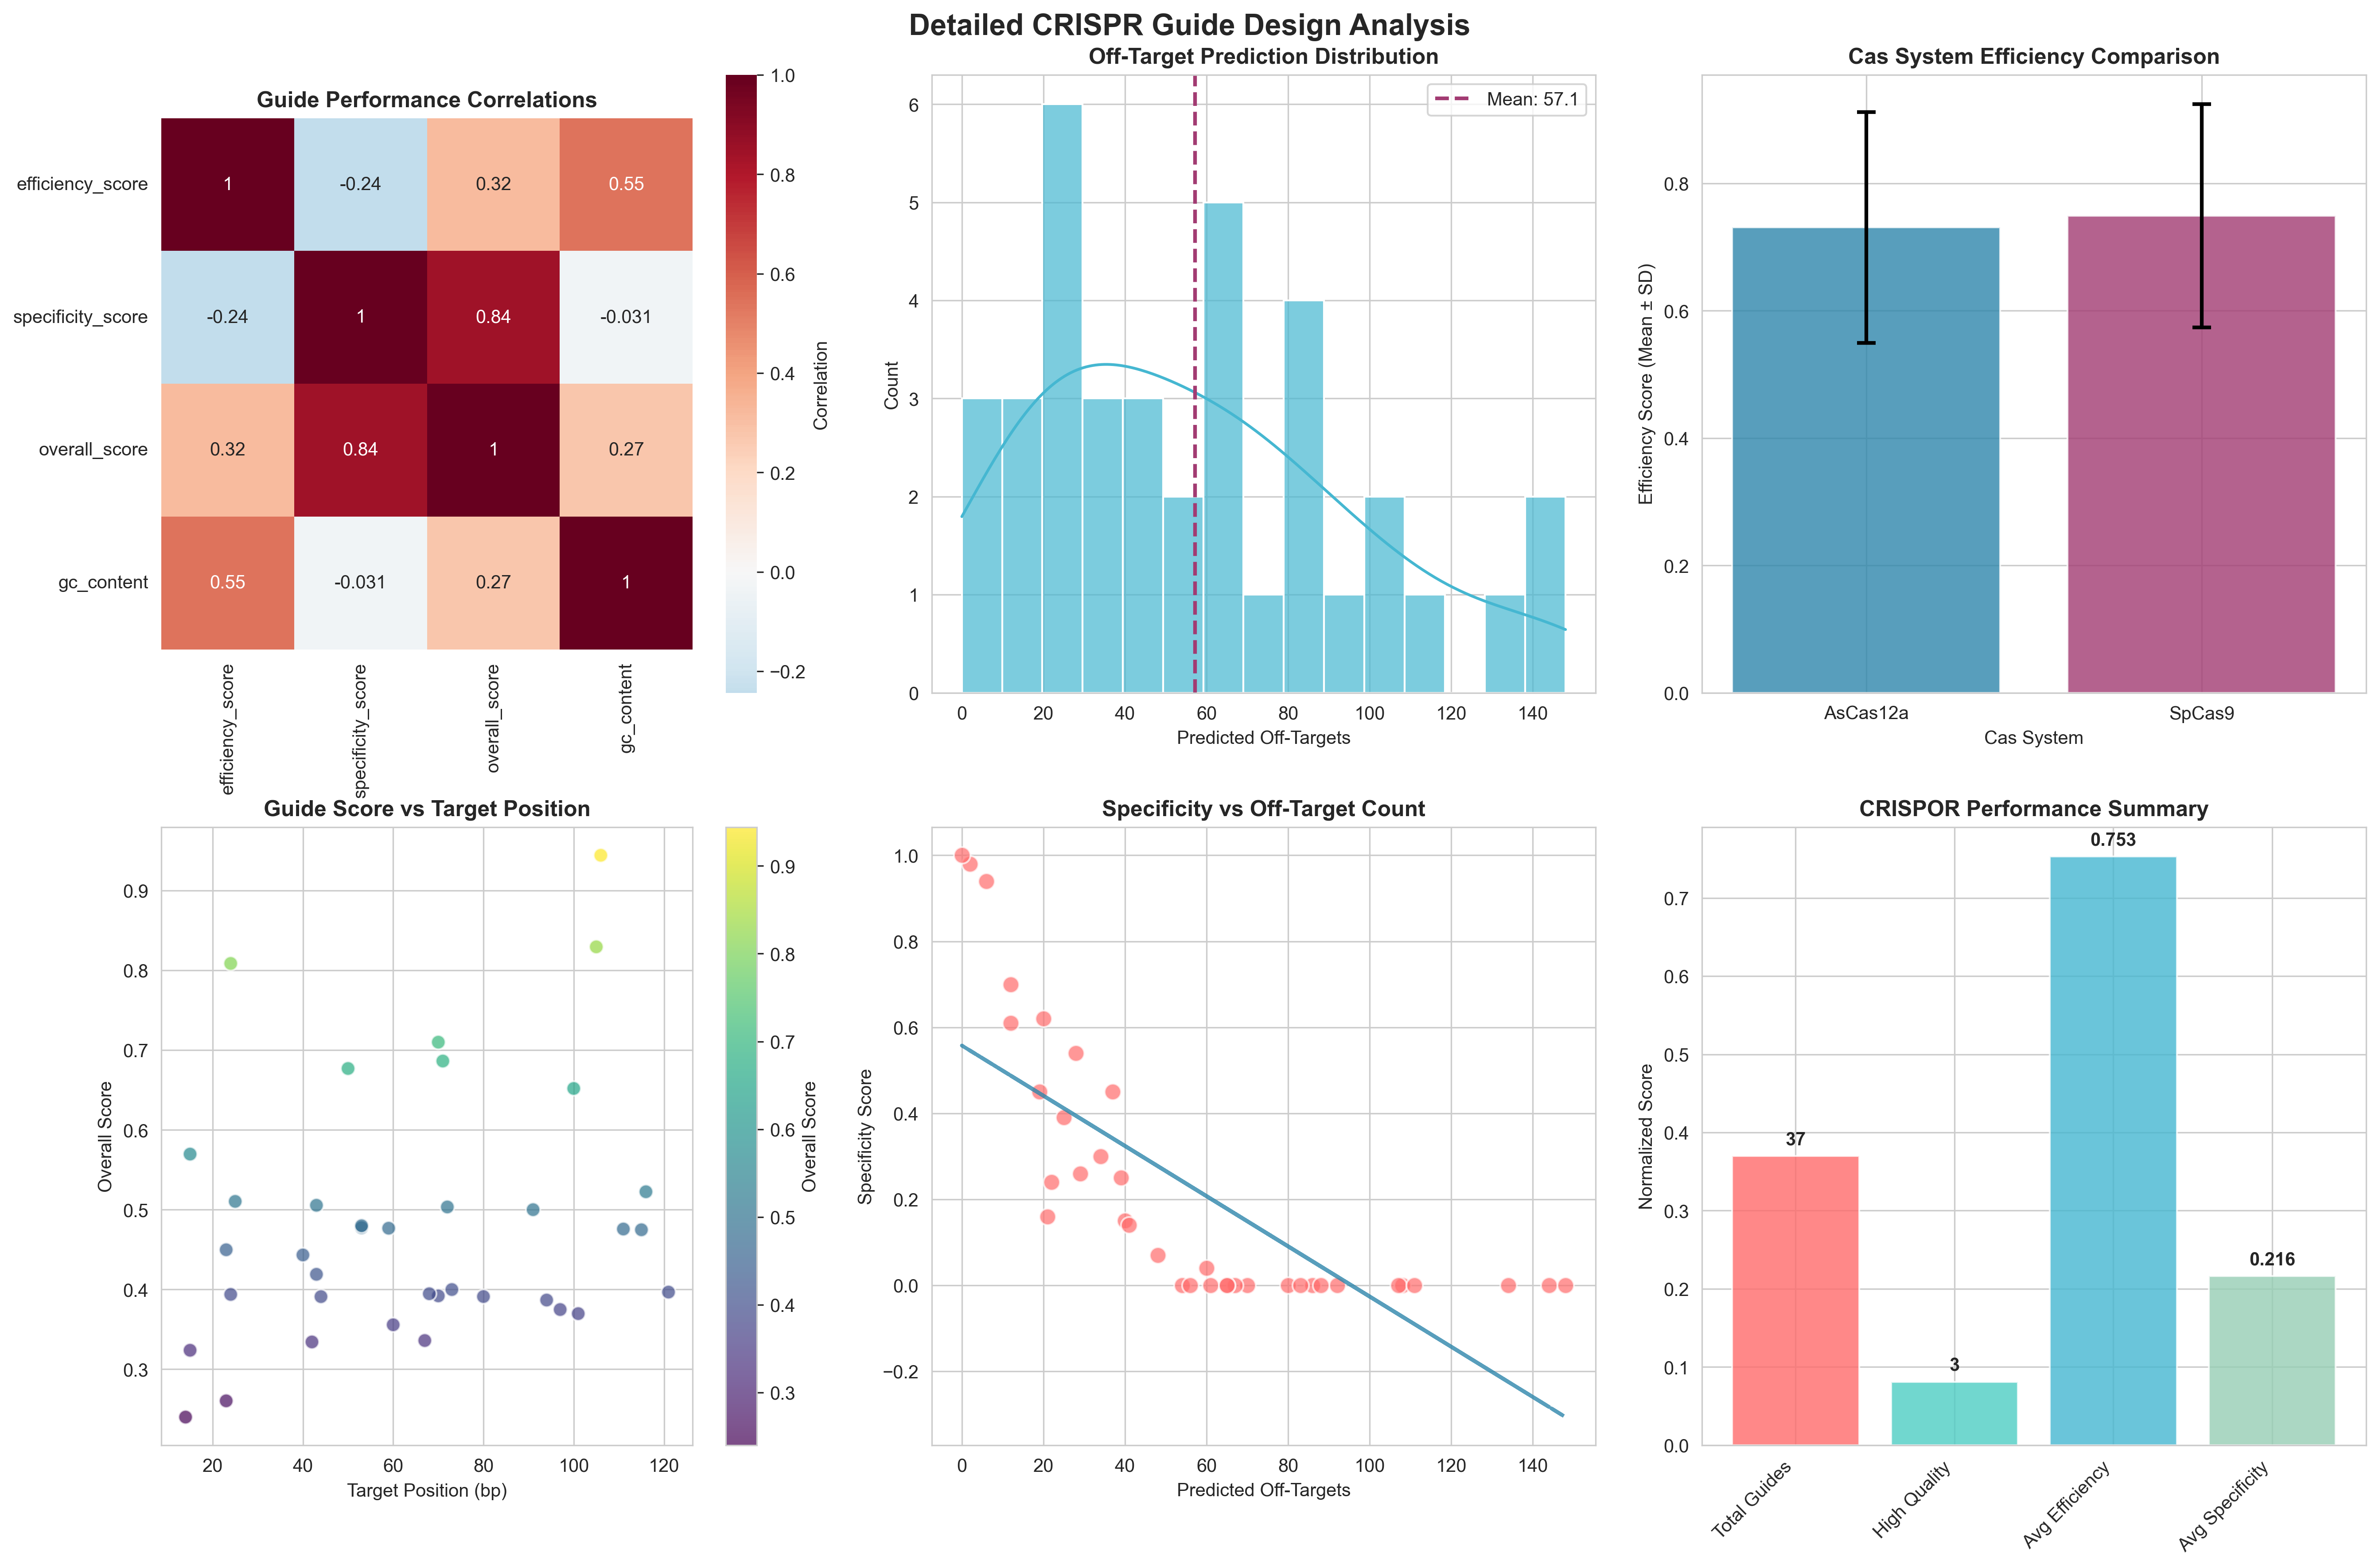 Detailed CRISPR Guide Design Analysis
Guide Performance Correlations
efficiency_score
specificity_score
overall_score
gc_content
1 -0.24 0.32 0.55
-0.24 1 0.84 -0.031
0.32 0.84 1 0.27
0.55 -0.031 0.27 1
efficiency_score
specificity_score
overall_score
gc_content
1.0
0.8
0.6
0.4
0.2
0.0
−0.2
Correlation
Off-Target Prediction Distribution
Mean: 57.1
Count
6
5
4
3
2
1
0
0 20 40 60 80 100 120 140
Predicted Off-Targets
Cas System Efficiency Comparison
Efficiency Score (Mean ± SD)
0.8
0.6
0.4
0.2
0.0
AsCas12a SpCas9
Cas System
Guide Score vs Target Position
Overall Score
0.9
0.8
0.7
0.6
0.5
0.4
0.3
20 40 60 80 100 120
Target Position (bp)
0.9
0.8
0.7
0.6
0.5
0.4
0.3
Overall Score
Specificity vs Off-Target Count
Specificity Score
1.0
0.8
0.6
0.4
0.2
0.0
−0.2
0 20 40 60 80 100 120 140
Predicted Off-Targets
CRISPOR Performance Summary
Normalized Score
0.7
0.6
0.5
0.4
0.3
0.2
0.1
0.0
37
3
0.753
0.216
Total Guides
High Quality
Avg Efficiency
Avg Specificity